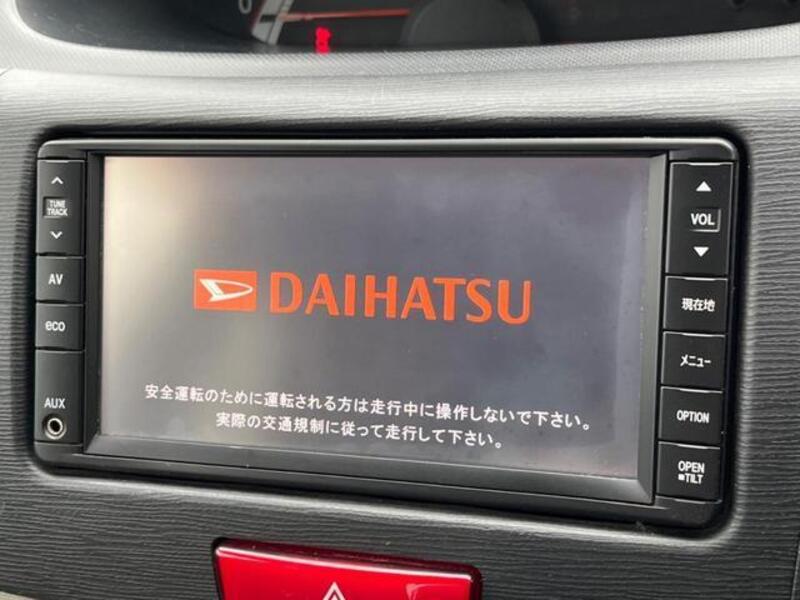 TUNE
TRACK
AV
eco
AUX
DAIHATSU
安全運転のために運転される方は走行中に操作しないで下さい。
実際の交通規制に従って走行して下さい。
VOL
現在地
メニュー
OPTION
OPEN
TILT